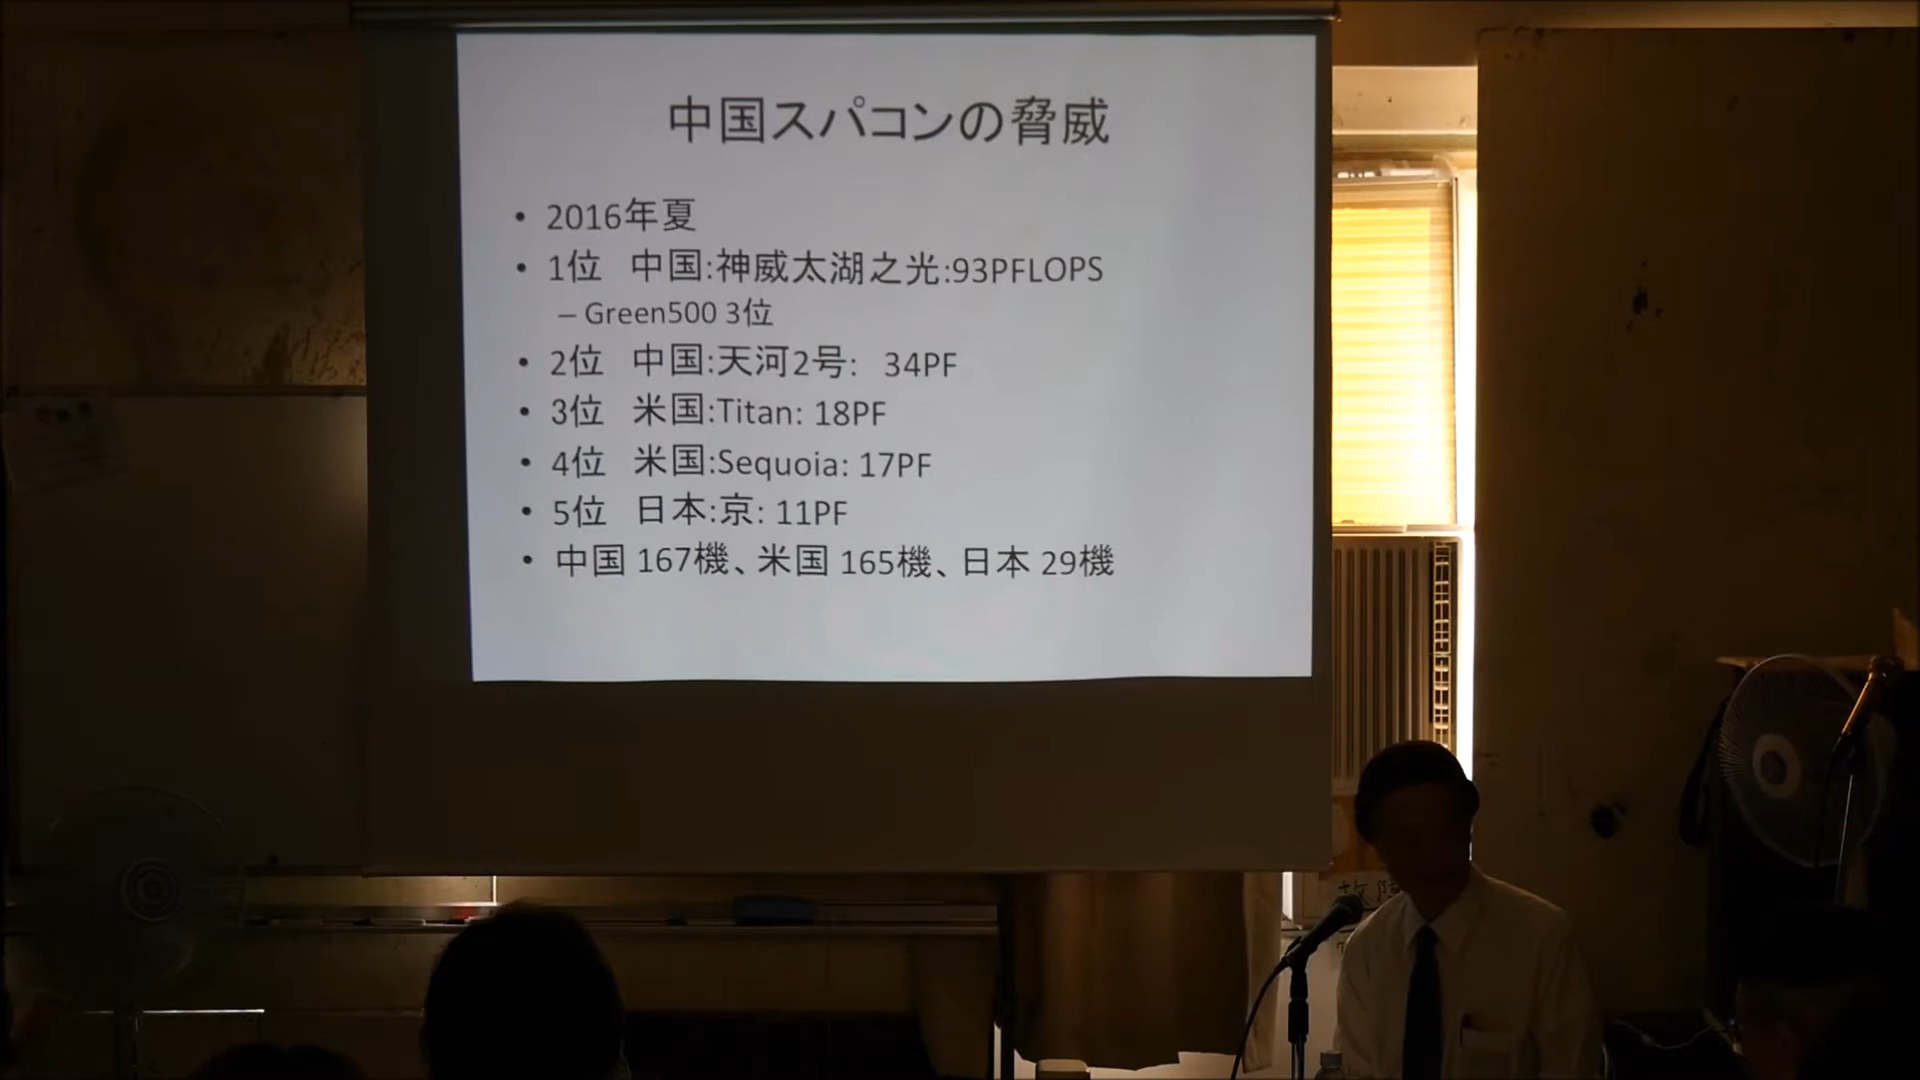 中国スパコンの脅威
• 2016年夏
• 1位 中国:神威太湖之光:93PFLOPS
– Green500 3位
• 2位 中国:天河2号: 34PF
• 3位 米国:Titan: 18PF
• 4位 米国:Sequoia: 17PF
• 5位 日本:京: 11PF
• 中国 167機、米国 165機、日本 29機